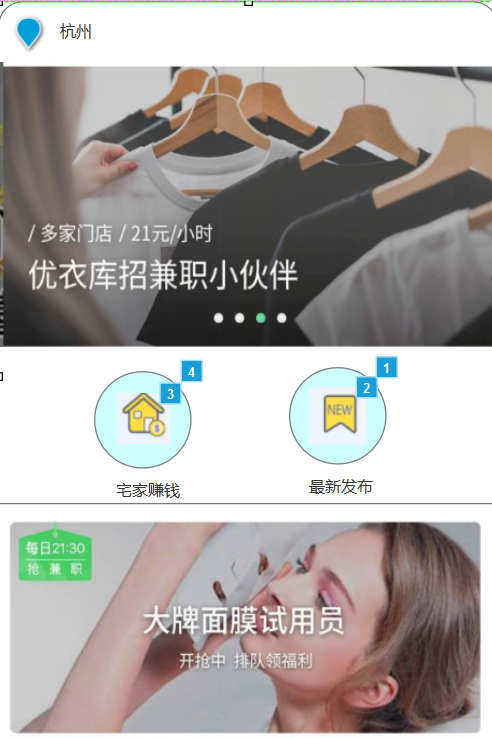 杭州
/ 多家门店 / 21元/小时
优衣库招兼职小伙伴
4
3
1
2
NEW
$
宅家赚钱
最新发布
每日21:30
抢兼职
大牌面膜试用员
开抢中 排队领福利